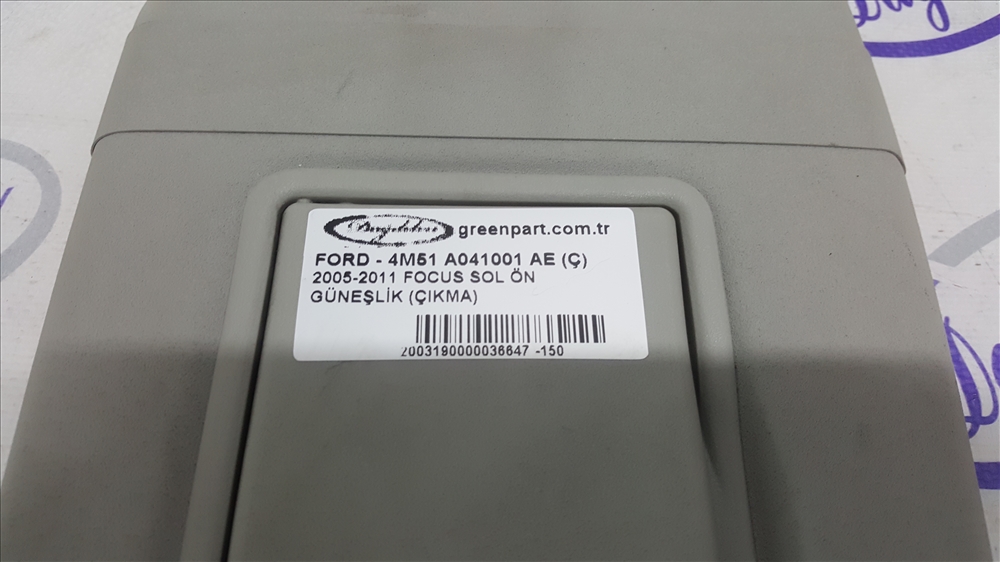 greenpart.com.tr
FORD - 4M51 A041001 AE (Ç)
2005-2011 FOCUS SOL ÖN
GÜNEŞLİK (ÇIKMA)
2003190000036647 -150